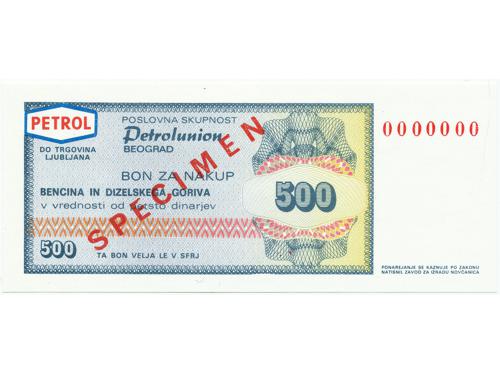 PETROL
DO TRGOVINA
LJUBLJANA
POSLOVNA SKUPNOST
Petrolunion
BEOGRAD
BON ZA NAKUP
BENCINA IN DIZELSKEGA GORIVA
v vrednosti od petsto dinarjev
500
500
TA BON VELJA LE V SFRJ
SPECIMEN
0000000
PONAREJANJE SE KAZNUJE PO ZAKONU
NATISNIL ZAVOD ZA IZRADU NOVČANICA